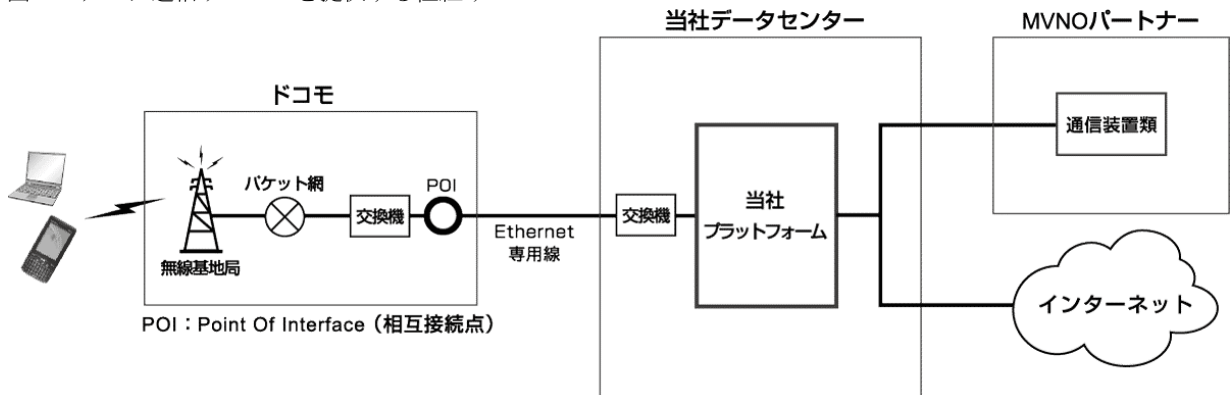 当社データセンター
MVNOパートナー
ドコモ
通信装置類
パケット網
POI
交換機
交換機
当社
プラットフォーム
Ethernet
専用線
無線基地局
インターネット
POI：Point Of Interface（相互接続点）